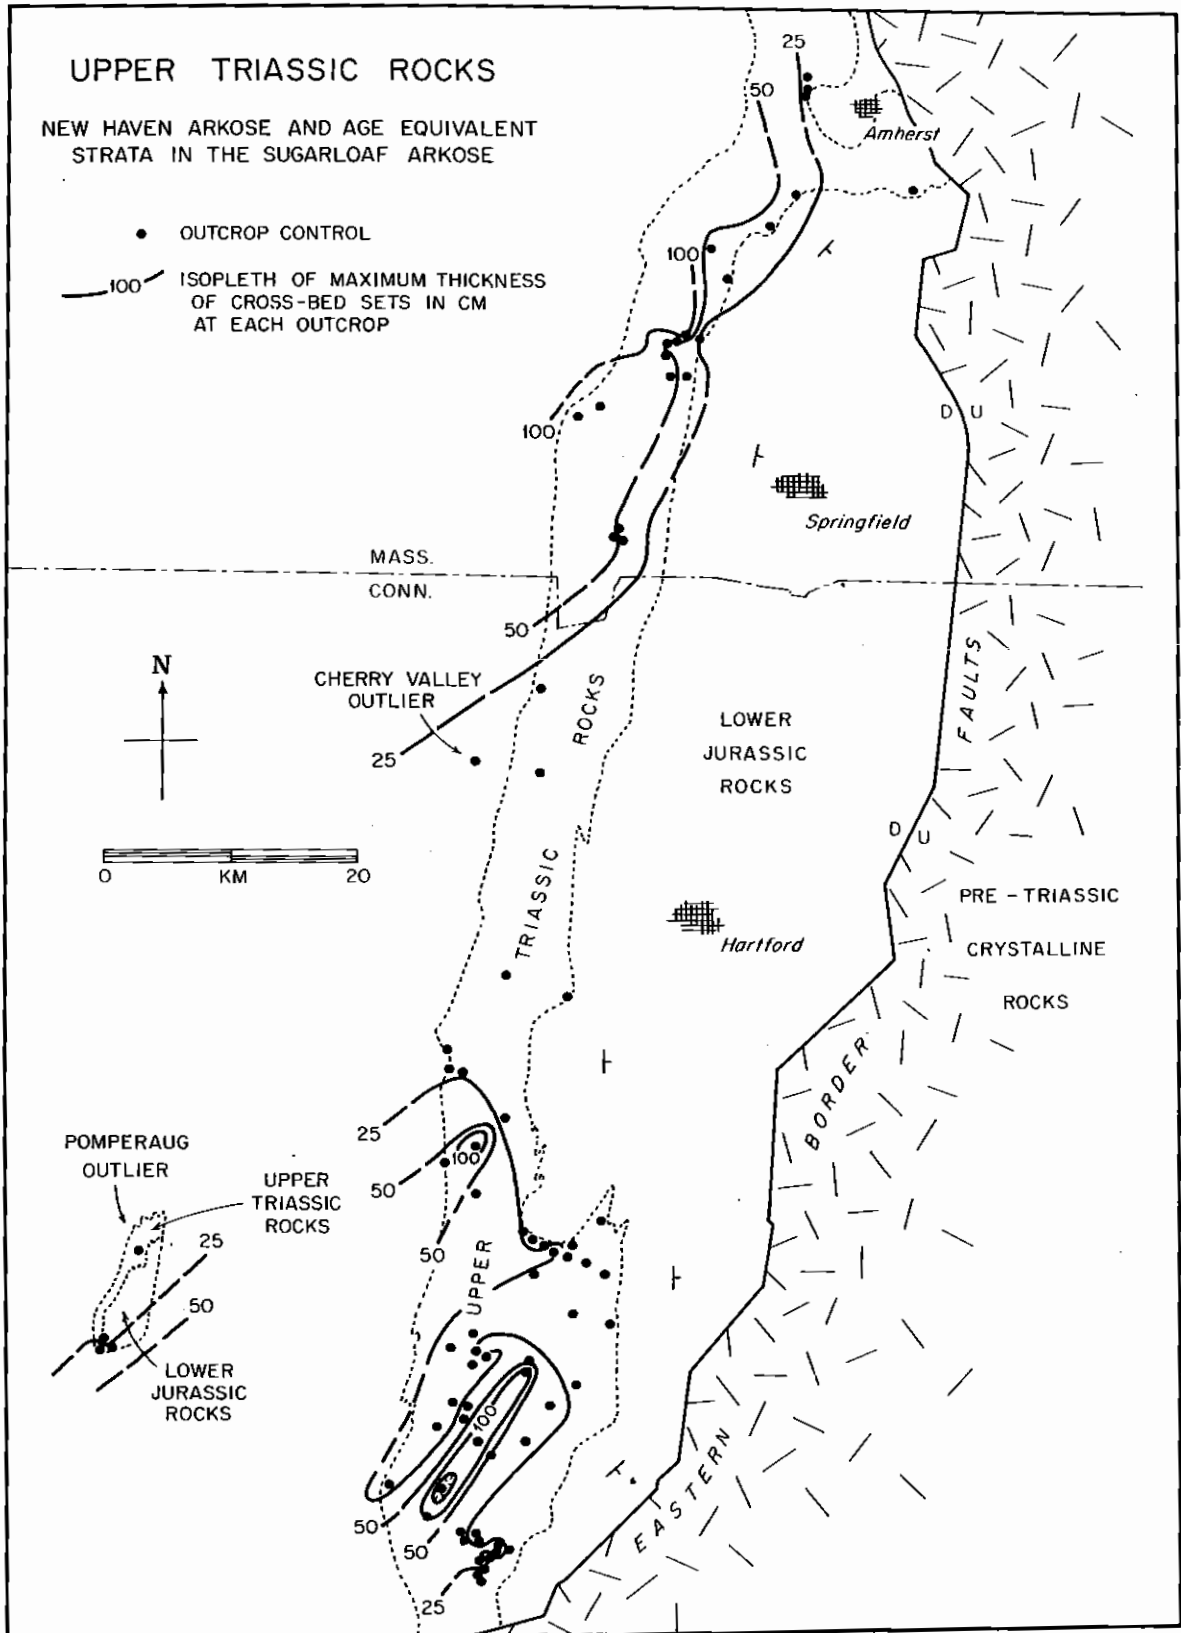 UPPER TRIASSIC ROCKS
NEW HAVEN ARKOSE AND AGE EQUIVALENT
STRATA IN THE SUGARLOAF ARKOSE
OUTCROP CONTROL
100
ISOPLETH OF MAXIMUM THICKNESS
OF CROSS-BED SETS IN CM
AT EACH OUTCROP
25
50
Amherst
100
D U
100
Springfield
MASS.
CONN.
50
N
CHERRY VALLEY
OUTLIER
25
LOWER
JURASSIC
ROCKS
0 KM 20
D U
Hartford
PRE - TRIASSIC
CRYSTALLINE
ROCKS
UPPER TRIASSIC ROCKS
EASTERN BORDER FAULTS
25
100
50
50
POMPERAUG
OUTLIER
UPPER
TRIASSIC
ROCKS
25
50
LOWER
JURASSIC
ROCKS
100
50
50
25